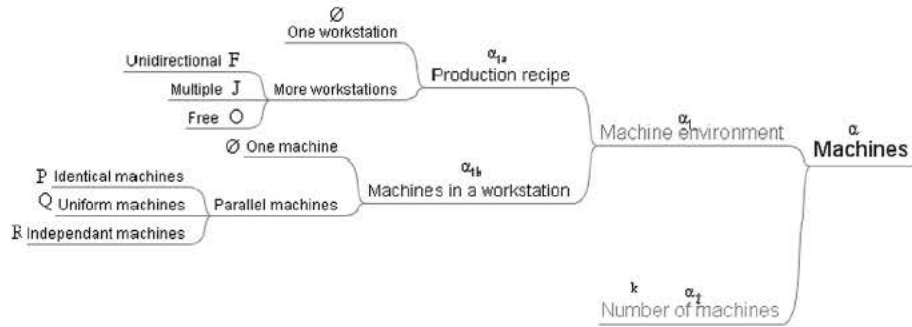 Ø
One workstation
α1a
Production recipe
Unidirectional F
Multiple J
Free O
More workstations
α1
Machine environment
α
Machines
Ø One machine
α1b
Machines in a workstation
P Identical machines
Q Uniform machines
R Independant machines
Parallel machines
k α2
Number of machines